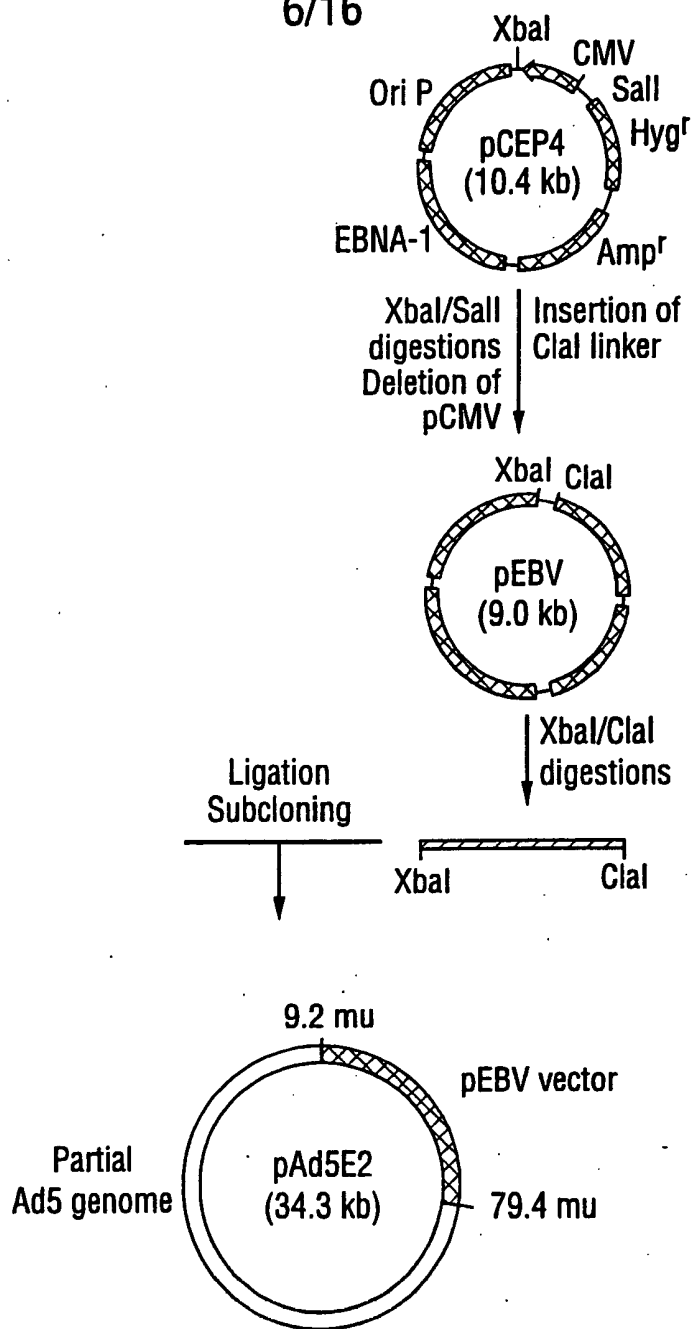 6/16
XbaI
CMV
SalI
Ori P
Hygʳ
pCEP4
(10.4 kb)
EBNA-1
Ampʳ
XbaI/SalI
digestions
Deletion of
pCMV
Insertion of
ClaI linker
XbaI
ClaI
pEBV
(9.0 kb)
XbaI/ClaI
digestions
Ligation
Subcloning
XbaI
ClaI
9.2 mu
pEBV vector
Partial
Ad5 genome
pAd5E2
(34.3 kb)
79.4 mu